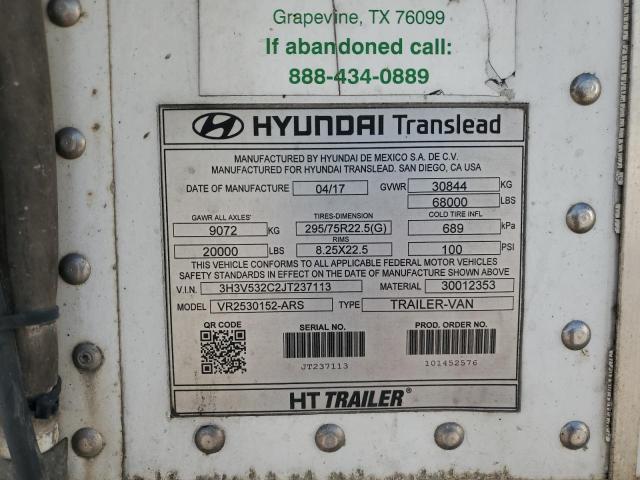 Grapevine, TX 76099
If abandoned call:
888-434-0889
HYUNDAI Translead
MANUFACTURED BY HYUNDAI DE MEXICO S.A. DE C.V.
MANUFACTURED FOR HYUNDAI TRANSLEAD. SAN DIEGO, CA USA
DATE OF MANUFACTURE 04/17 GVWR 30844 KG
68000 LBS
GAWR ALL AXLES' TIRES-DIMENSION COLD TIRE INFL
9072 KG 295/75R22.5(G) 689 kPa
RIMS
20000 LBS 8.25X22.5 100 PSI
THIS VEHICLE CONFORMS TO ALL APPLICABLE FEDERAL MOTOR VEHICLES
SAFETY STANDARDS IN EFFECT ON THE DATE OF MANUFACTURE SHOWN ABOVE.
V.I.N. 3H3V532C2JT237113 MATERIAL 30012353
MODEL VR2530152-ARS TYPE TRAILER-VAN
QR CODE SERIAL NO. PROD. ORDER NO.
JT237113 101452576
HT TRAILER®